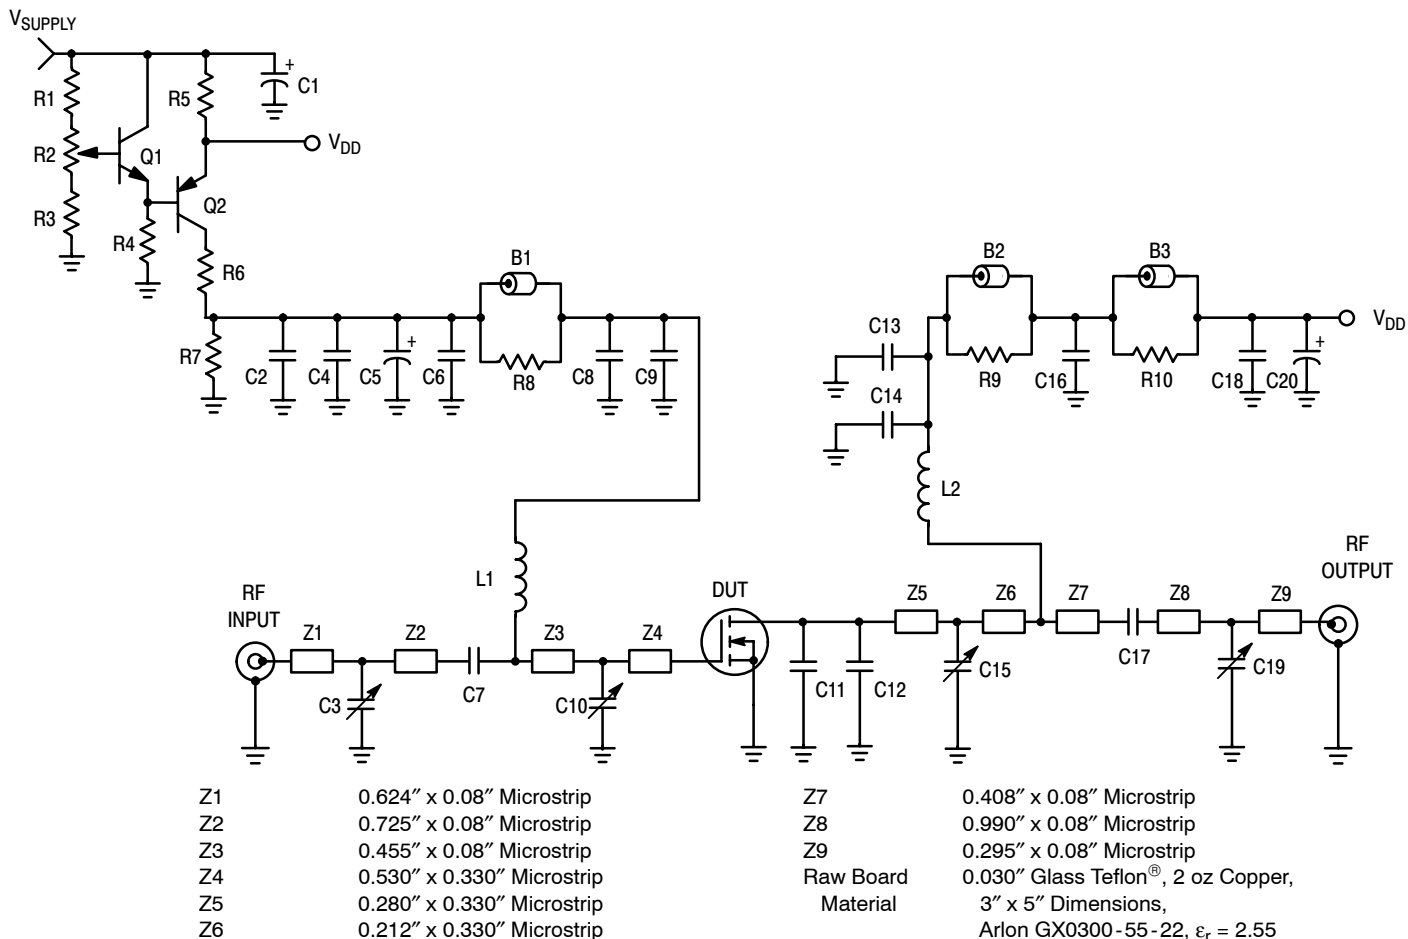 V_SUPPLY
R1
R5
+
C1
V_DD
R2
Q1
R3
R4
Q2
R6
B1
B2
B3
R7
C2
C4
+
C5
C6
R8
C8
C9
C13
C14
R9
C16
R10
C18
+
C20
V_DD
L2
L1
RF
INPUT
Z1
Z2
C3
C7
Z3
Z4
C10
DUT
C11
C12
Z5
Z6
C15
Z7
C17
Z8
C19
Z9
RF
OUTPUT
Z1 0.624″ x 0.08″ Microstrip
Z2 0.725″ x 0.08″ Microstrip
Z3 0.455″ x 0.08″ Microstrip
Z4 0.530″ x 0.330″ Microstrip
Z5 0.280″ x 0.330″ Microstrip
Z6 0.212″ x 0.330″ Microstrip
Z7 0.408″ x 0.08″ Microstrip
Z8 0.990″ x 0.08″ Microstrip
Z9 0.295″ x 0.08″ Microstrip
Raw Board 0.030″ Glass Teflon®, 2 oz Copper,
Material 3″ x 5″ Dimensions,
Arlon GX0300-55-22, εr = 2.55